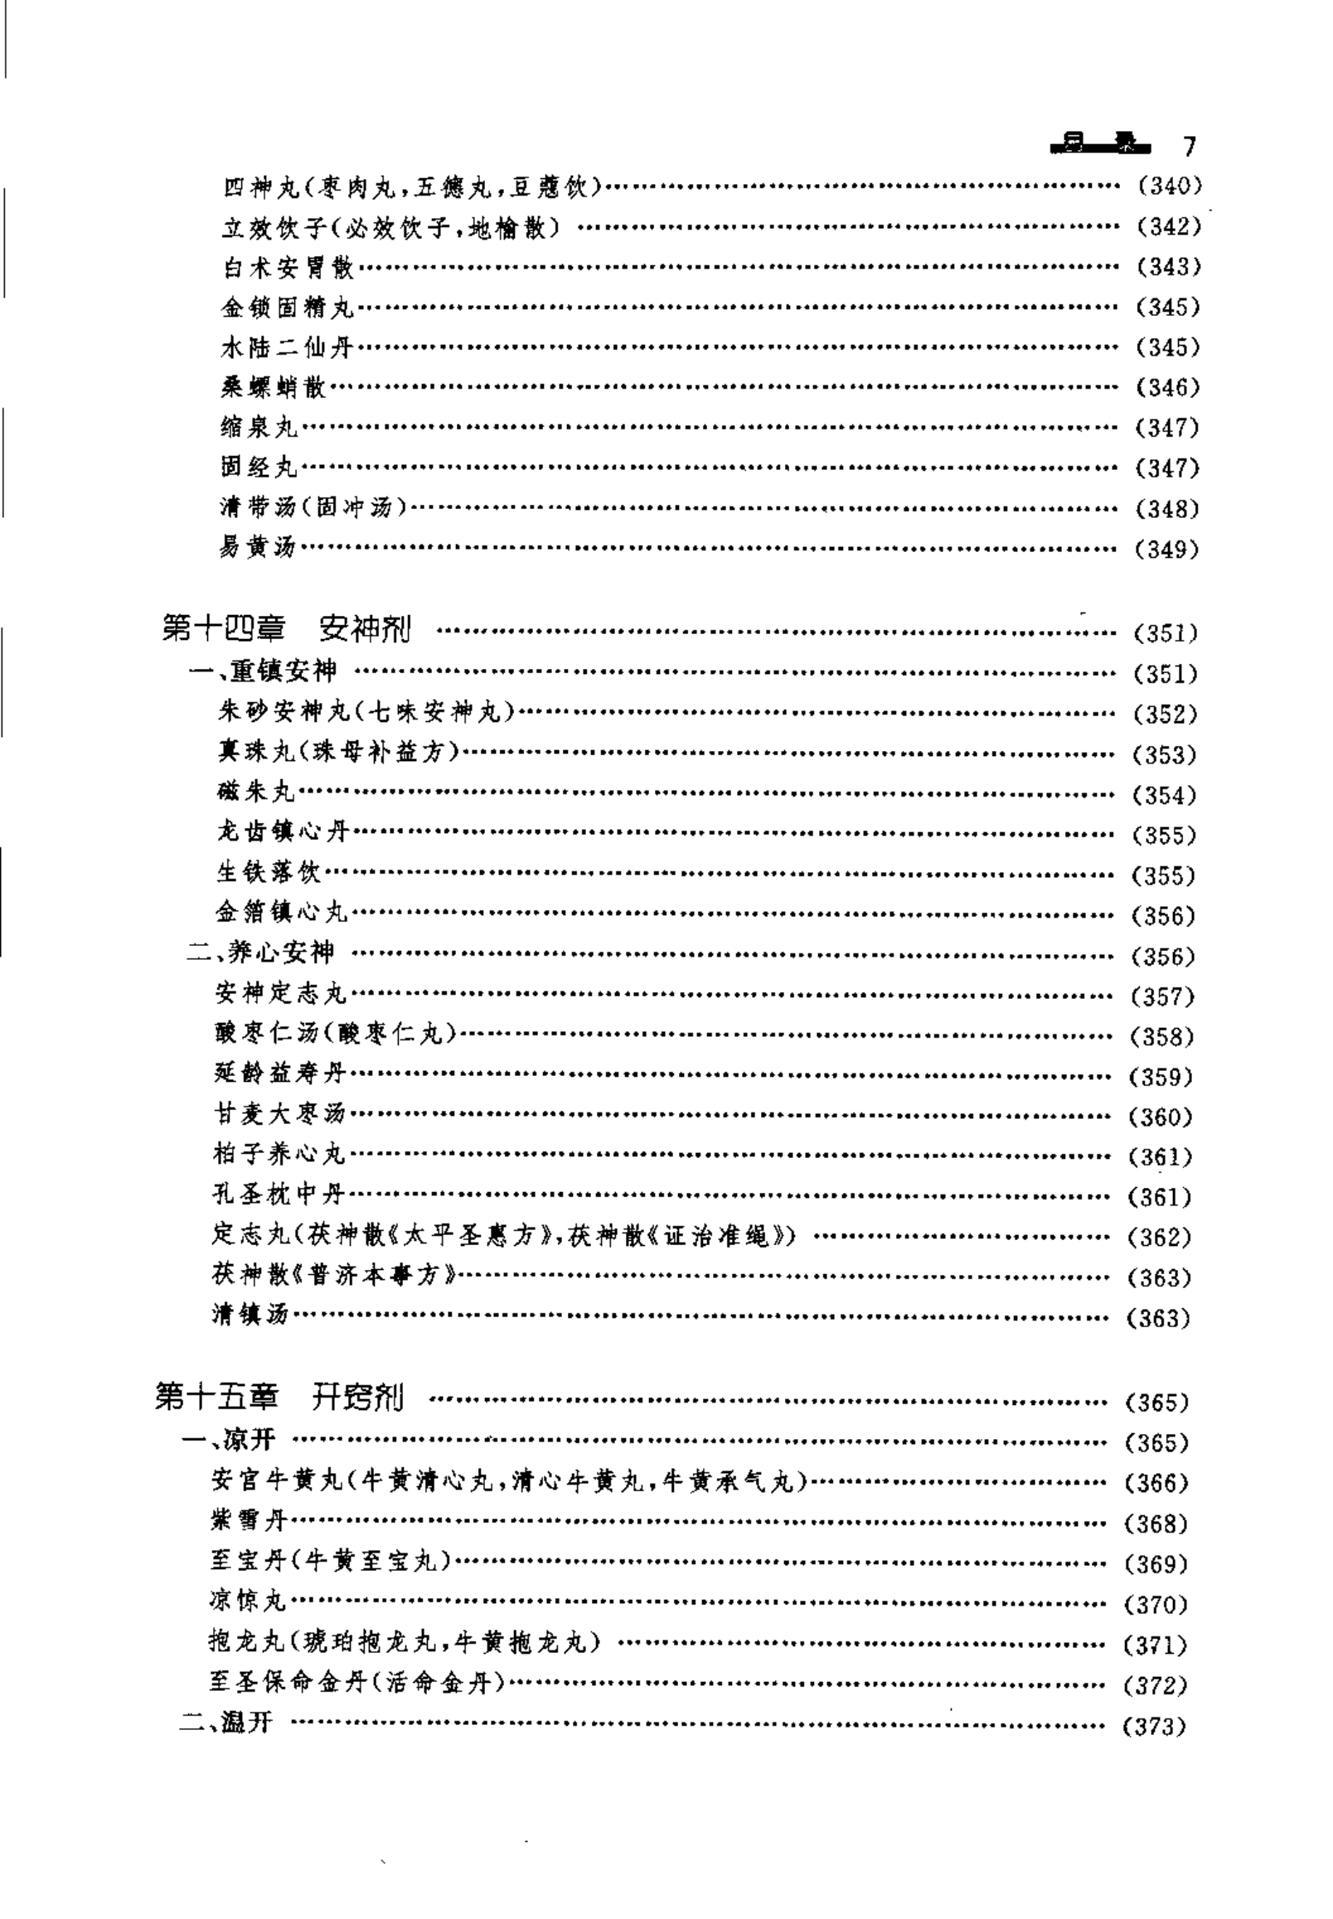 目 录 7
四神丸(枣肉丸,五德丸,豆蔻饮)……(340)
立效饮子(必效饮子,地榆散)……(342)
白术安胃散……(343)
金锁固精丸……(345)
水陆二仙丹……(345)
桑螵蛸散……(346)
缩泉丸……(347)
固经丸……(347)
清带汤(固冲汤)……(348)
易黄汤……(349)
第十四章 安神剂……(351)
一、重镇安神……(351)
朱砂安神丸(七味安神丸)……(352)
真珠丸(珠母补益方)……(353)
磁朱丸……(354)
龙齿镇心丹……(355)
生铁落饮……(355)
金箔镇心丸……(356)
二、养心安神……(356)
安神定志丸……(357)
酸枣仁汤(酸枣仁丸)……(358)
延龄益寿丹……(359)
甘麦大枣汤……(360)
柏子养心丸……(361)
孔圣枕中丹……(361)
定志丸(茯神散《太平圣惠方》,茯神散《证治准绳》)……(362)
茯神散《普济本事方》……(363)
清镇汤……(363)
第十五章 开窍剂……(365)
一、凉开……(365)
安宫牛黄丸(牛黄清心丸,清心牛黄丸,牛黄承气丸)……(366)
紫雪丹……(368)
至宝丹(牛黄至宝丸)……(369)
凉惊丸……(370)
抱龙丸(琥珀抱龙丸,牛黄抱龙丸)……(371)
至圣保命金丹(活命金丹)……(372)
二、温开……(373)